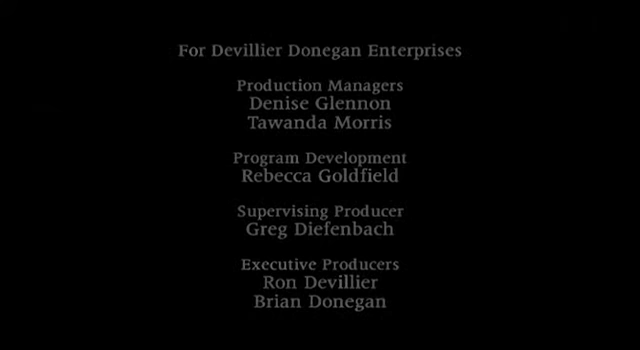 For Devillier Donegan Enterprises
Production Managers
Denise Glennon
Tawanda Morris
Program Development
Rebecca Goldfield
Supervising Producer
Greg Diefenbach
Executive Producers
Ron Devillier
Brian Donegan